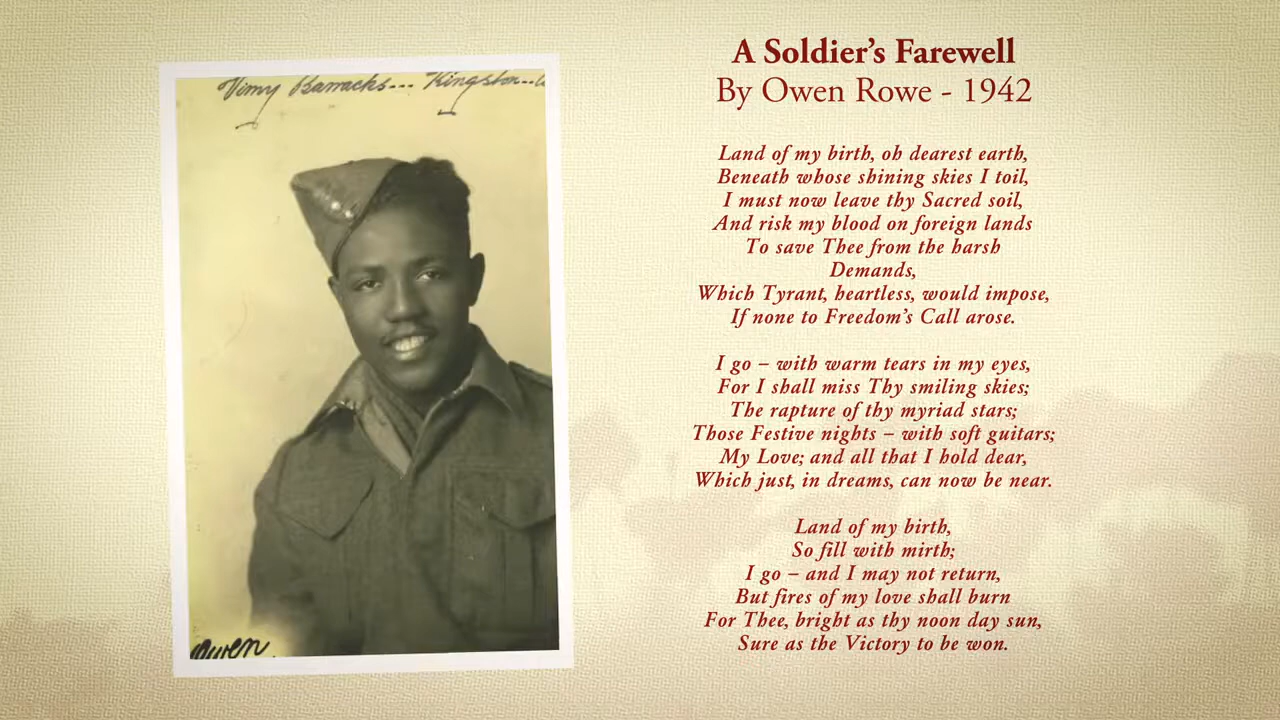 Vimy Barracks... Kingston..
Owen
A Soldier's Farewell
By Owen Rowe - 1942
Land of my birth, oh dearest earth,
Beneath whose shining skies I toil,
I must now leave thy Sacred soil,
And risk my blood on foreign lands
To save Thee from the harsh
Demands,
Which Tyrant, heartless, would impose,
If none to Freedom's Call arose.
I go – with warm tears in my eyes,
For I shall miss Thy smiling skies;
The rapture of thy myriad stars;
Those Festive nights – with soft guitars;
My Love; and all that I hold dear,
Which just, in dreams, can now be near.
Land of my birth,
So fill with mirth;
I go – and I may not return,
But fires of my love shall burn
For Thee, bright as thy noon day sun,
Sure as the Victory to be won.